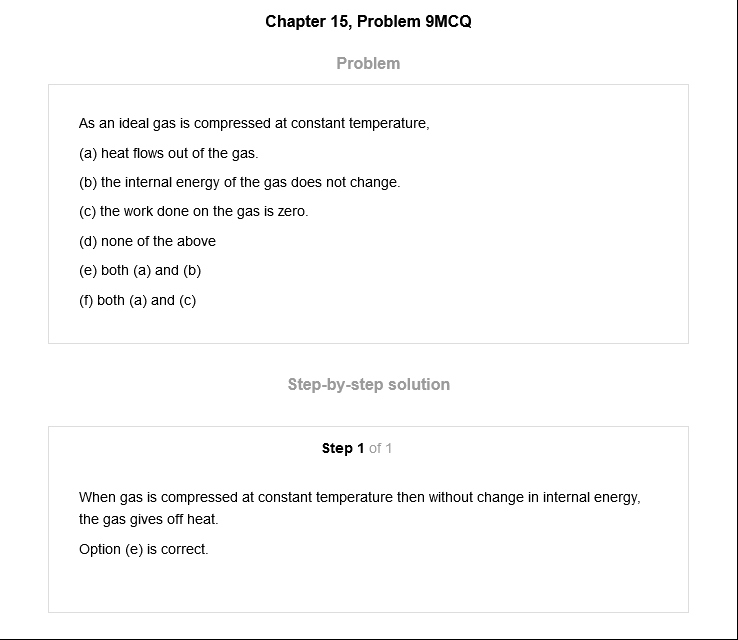 Chapter 15, Problem 9MCQ
Problem
As an ideal gas is compressed at constant temperature,
(a) heat flows out of the gas.
(b) the internal energy of the gas does not change.
(c) the work done on the gas is zero.
(d) none of the above
(e) both (a) and (b)
(f) both (a) and (c)
Step-by-step solution
Step 1 of 1
When gas is compressed at constant temperature then without change in internal energy,
the gas gives off heat.
Option (e) is correct.